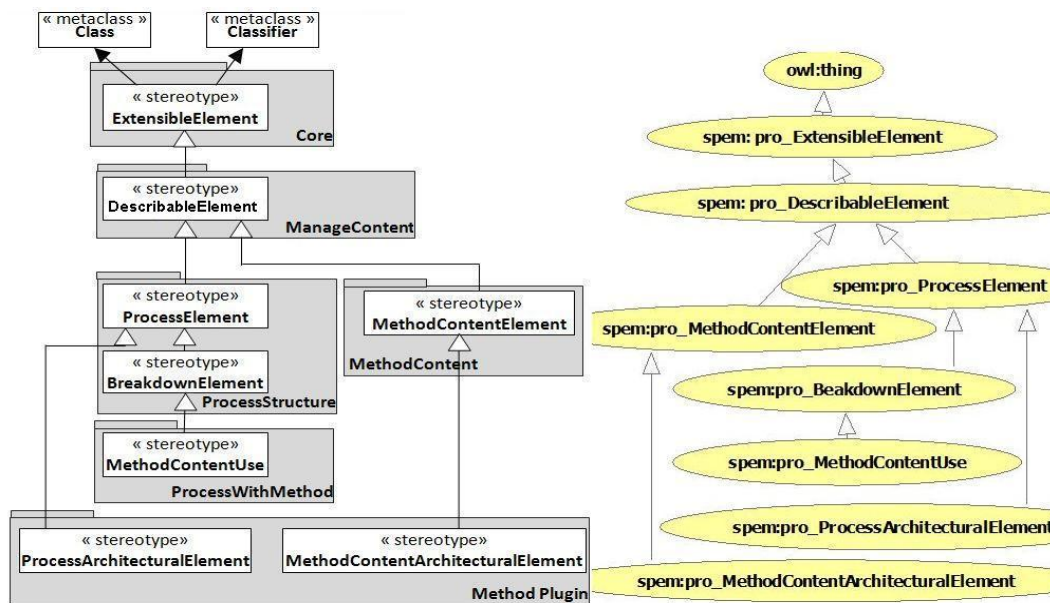 « metaclass »
Class
« metaclass »
Classifier
« stereotype»
ExtensibleElement
Core
« stereotype»
DescribableElement
ManageContent
« stereotype»
ProcessElement
« stereotype»
BreakdownElement
ProcessStructure
« stereotype»
MethodContentElement
MethodContent
« stereotype»
MethodContentUse
ProcessWithMethod
« stereotype»
ProcessArchitecturalElement
« stereotype»
MethodContentArchitecturalElement
Method Plugin
owl:thing
spem: pro_ExtensibleElement
spem: pro_DescribableElement
spem:pro_ProcessElement
spem:pro_MethodContentElement
spem:pro_BeakdownElement
spem:pro_MethodContentUse
spem:pro_ProcessArchitecturalElement
spem:pro_MethodContentArchitecturalElement